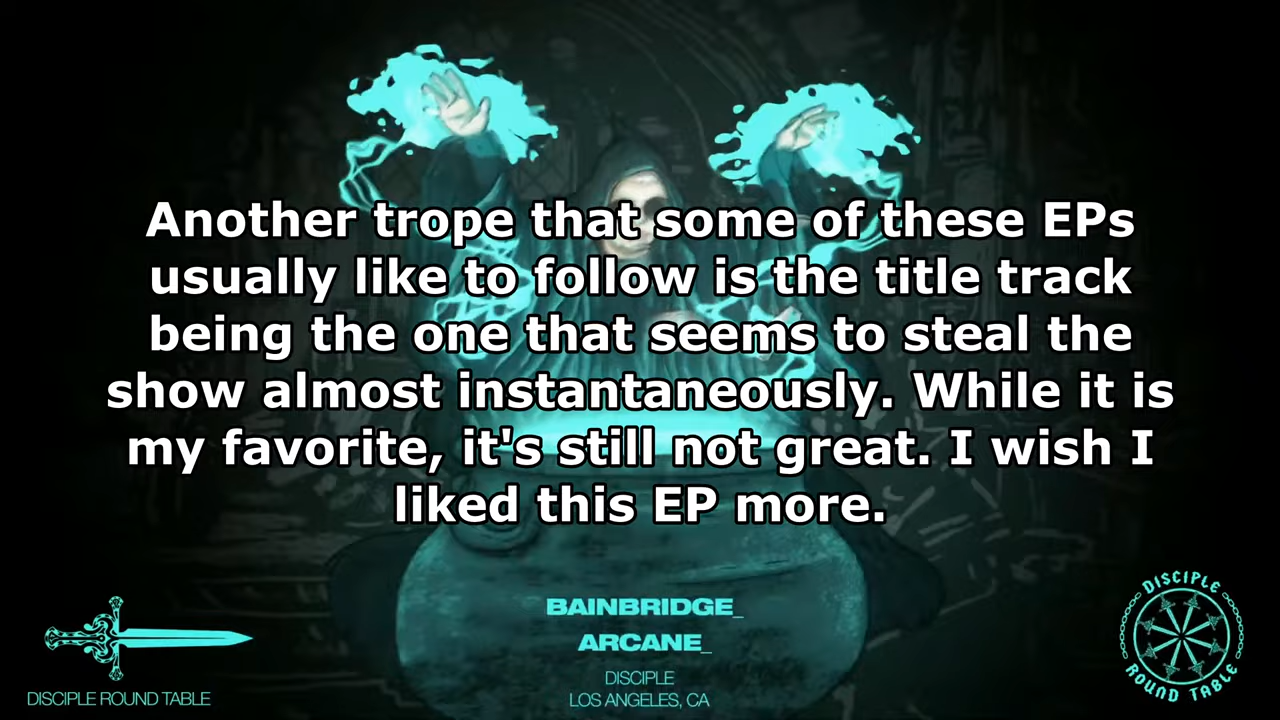 Another trope that some of these EPs
usually like to follow is the title track
being the one that seems to steal the
show almost instantaneously. While it is
my favorite, it's still not great. I wish I
liked this EP more.
BAINBRIDGE_
ARCANE_
DISCIPLE
LOS ANGELES, CA
DISCIPLE ROUND TABLE
DISCIPLE
ROUND TABLE